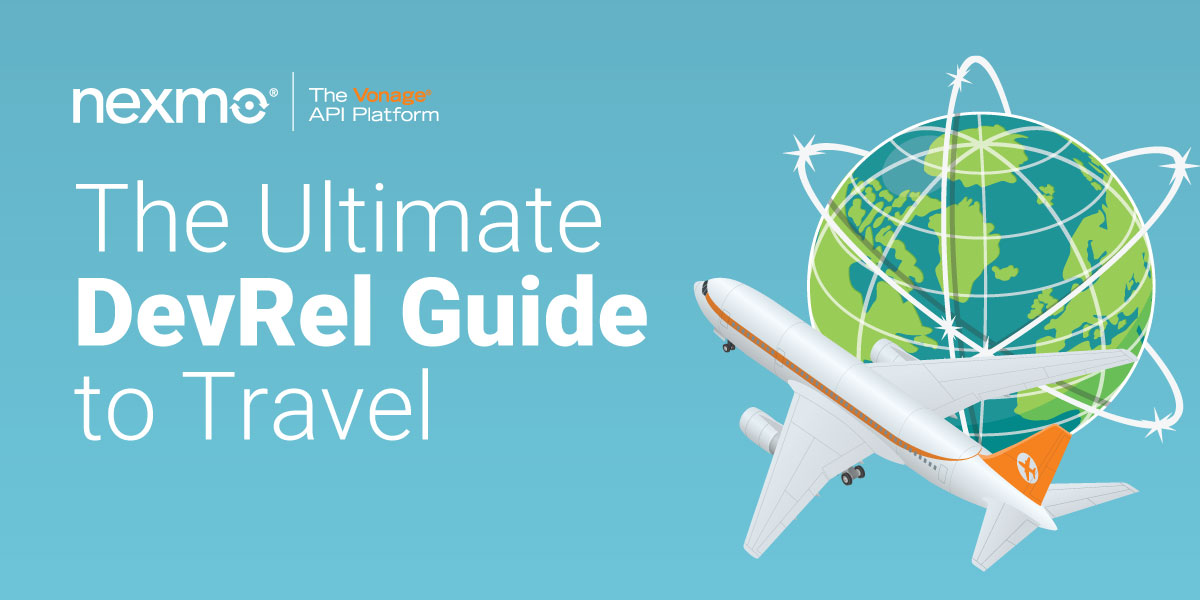 nexmo®
The Vonage®
API Platform
The Ultimate
DevRel Guide
to Travel